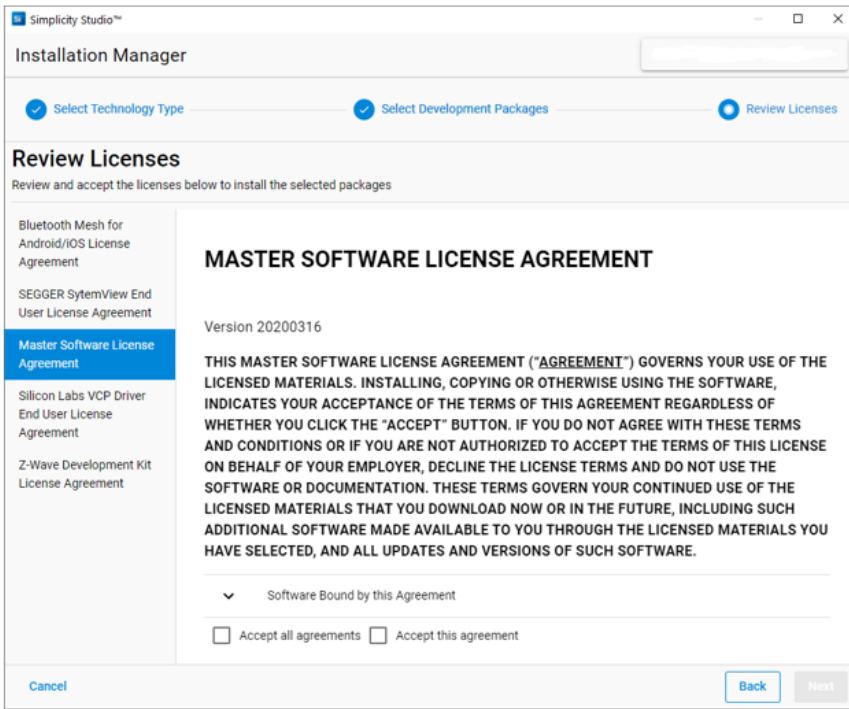 Simplicity Studio™
Installation Manager
Select Technology Type
Select Development Packages
Review Licenses
Review Licenses
Review and accept the licenses below to install the selected packages
Bluetooth Mesh for
Android/iOS License
Agreement
SEGGER SytemView End
User License Agreement
Master Software License
Agreement
Silicon Labs VCP Driver
End User License
Agreement
Z-Wave Development Kit
License Agreement
MASTER SOFTWARE LICENSE AGREEMENT
Version 20200316
THIS MASTER SOFTWARE LICENSE AGREEMENT (“AGREEMENT”) GOVERNS YOUR USE OF THE
LICENSED MATERIALS. INSTALLING, COPYING OR OTHERWISE USING THE SOFTWARE,
INDICATES YOUR ACCEPTANCE OF THE TERMS OF THIS AGREEMENT REGARDLESS OF
WHETHER YOU CLICK THE “ACCEPT” BUTTON. IF YOU DO NOT AGREE WITH THESE TERMS
AND CONDITIONS OR IF YOU ARE NOT AUTHORIZED TO ACCEPT THE TERMS OF THIS LICENSE
ON BEHALF OF YOUR EMPLOYER, DECLINE THE LICENSE TERMS AND DO NOT USE THE
SOFTWARE OR DOCUMENTATION. THESE TERMS GOVERN YOUR CONTINUED USE OF THE
LICENSED MATERIALS THAT YOU DOWNLOAD NOW OR IN THE FUTURE, INCLUDING SUCH
ADDITIONAL SOFTWARE MADE AVAILABLE TO YOU THROUGH THE LICENSED MATERIALS YOU
HAVE SELECTED, AND ALL UPDATES AND VERSIONS OF SUCH SOFTWARE.
Software Bound by this Agreement
Accept all agreements Accept this agreement
Cancel
Back
Next